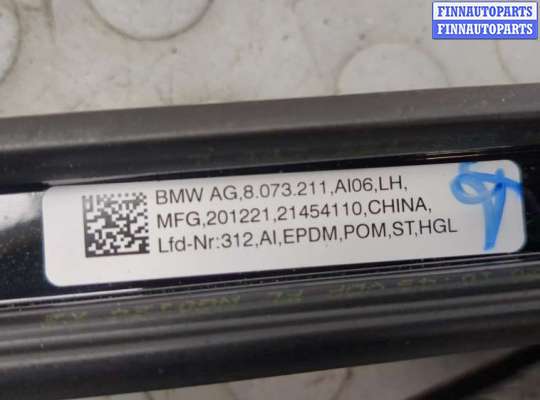 FINNAUTOPARTS
FINNAUTOPARTS
BMW AG,8.073.211,AI06,LH,
MFG,201221,21454110,CHINA,
Lfd-Nr:312,AI,EPDM,POM,ST,HGL